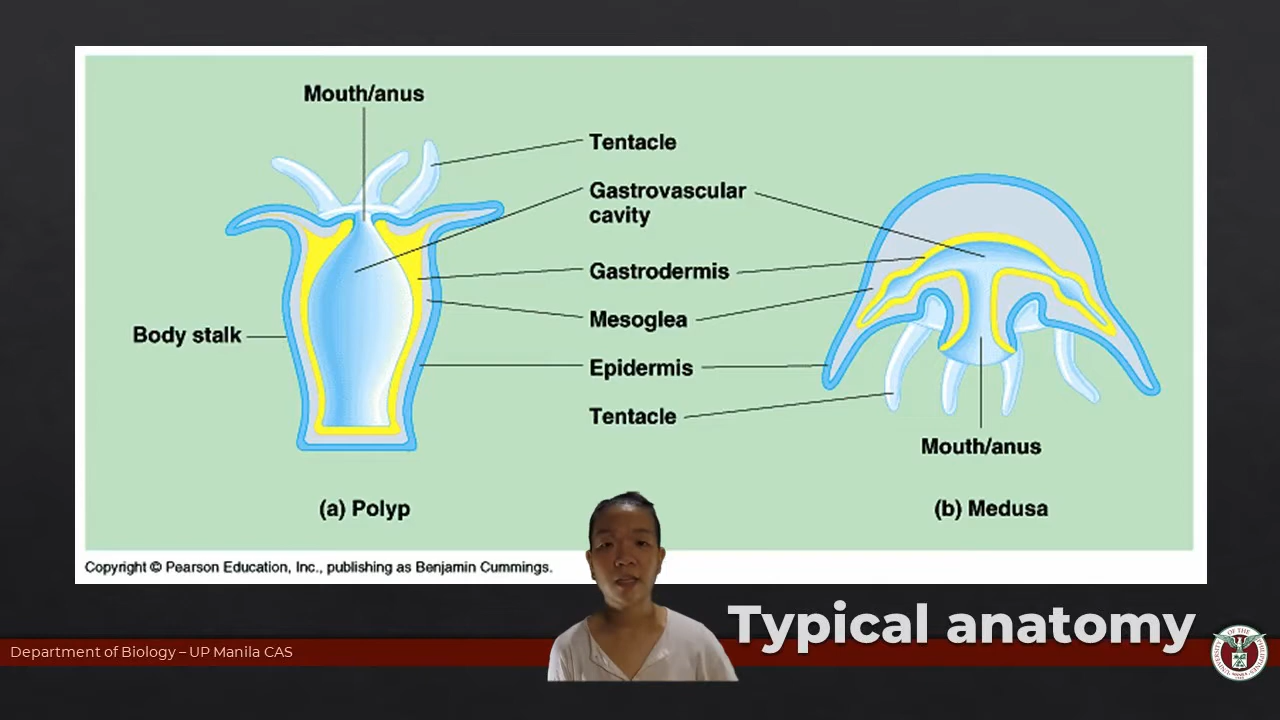 Mouth/anus
Tentacle
Gastrovascular
cavity
Gastrodermis
Mesoglea
Body stalk
Epidermis
Tentacle
Mouth/anus
(a) Polyp
(b) Medusa
Copyright © Pearson Education, Inc., publishing as Benjamin Cummings.
Typical anatomy
Department of Biology – UP Manila CAS